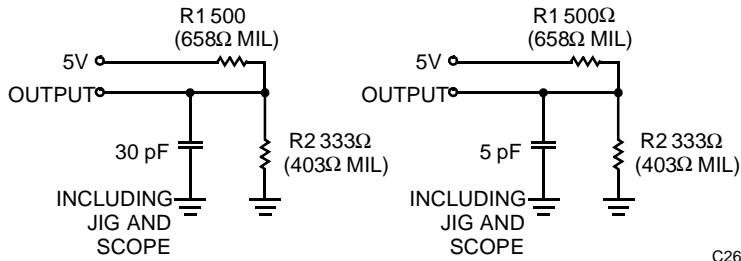 R1 500
(658Ω MIL)
5V
OUTPUT
30 pF
R2 333Ω
(403Ω MIL)
INCLUDING
JIG AND
SCOPE
R1 500Ω
(658Ω MIL)
5V
OUTPUT
5 pF
R2 333Ω
(403Ω MIL)
INCLUDING
JIG AND
SCOPE
C26